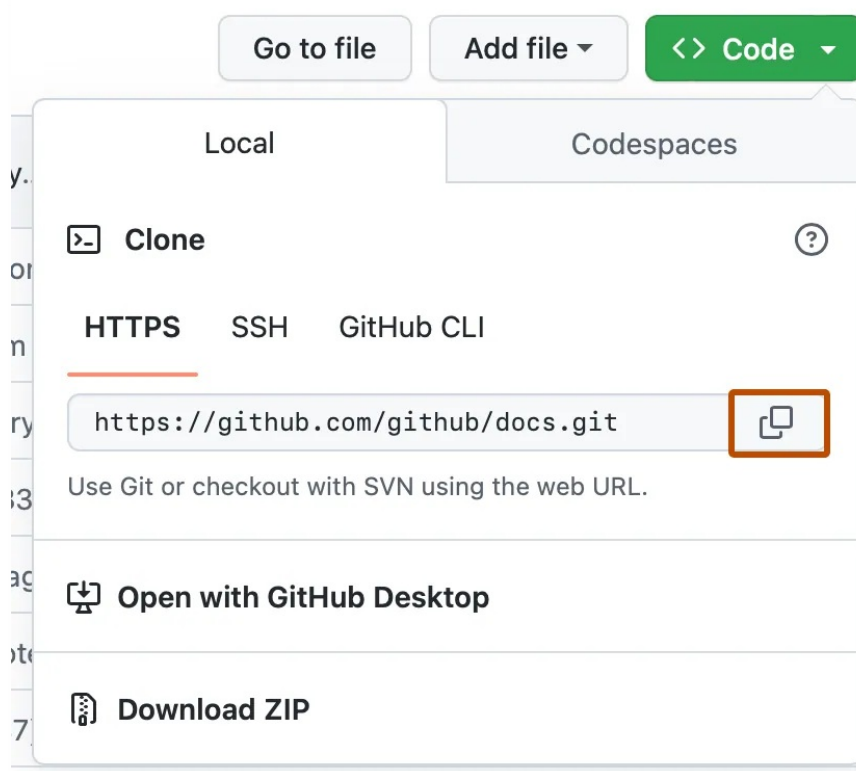 Go to file
Add file
Code
Local
Codespaces
Clone
HTTPS SSH GitHub CLI
https://github.com/github/docs.git
Use Git or checkout with SVN using the web URL.
Open with GitHub Desktop
Download ZIP